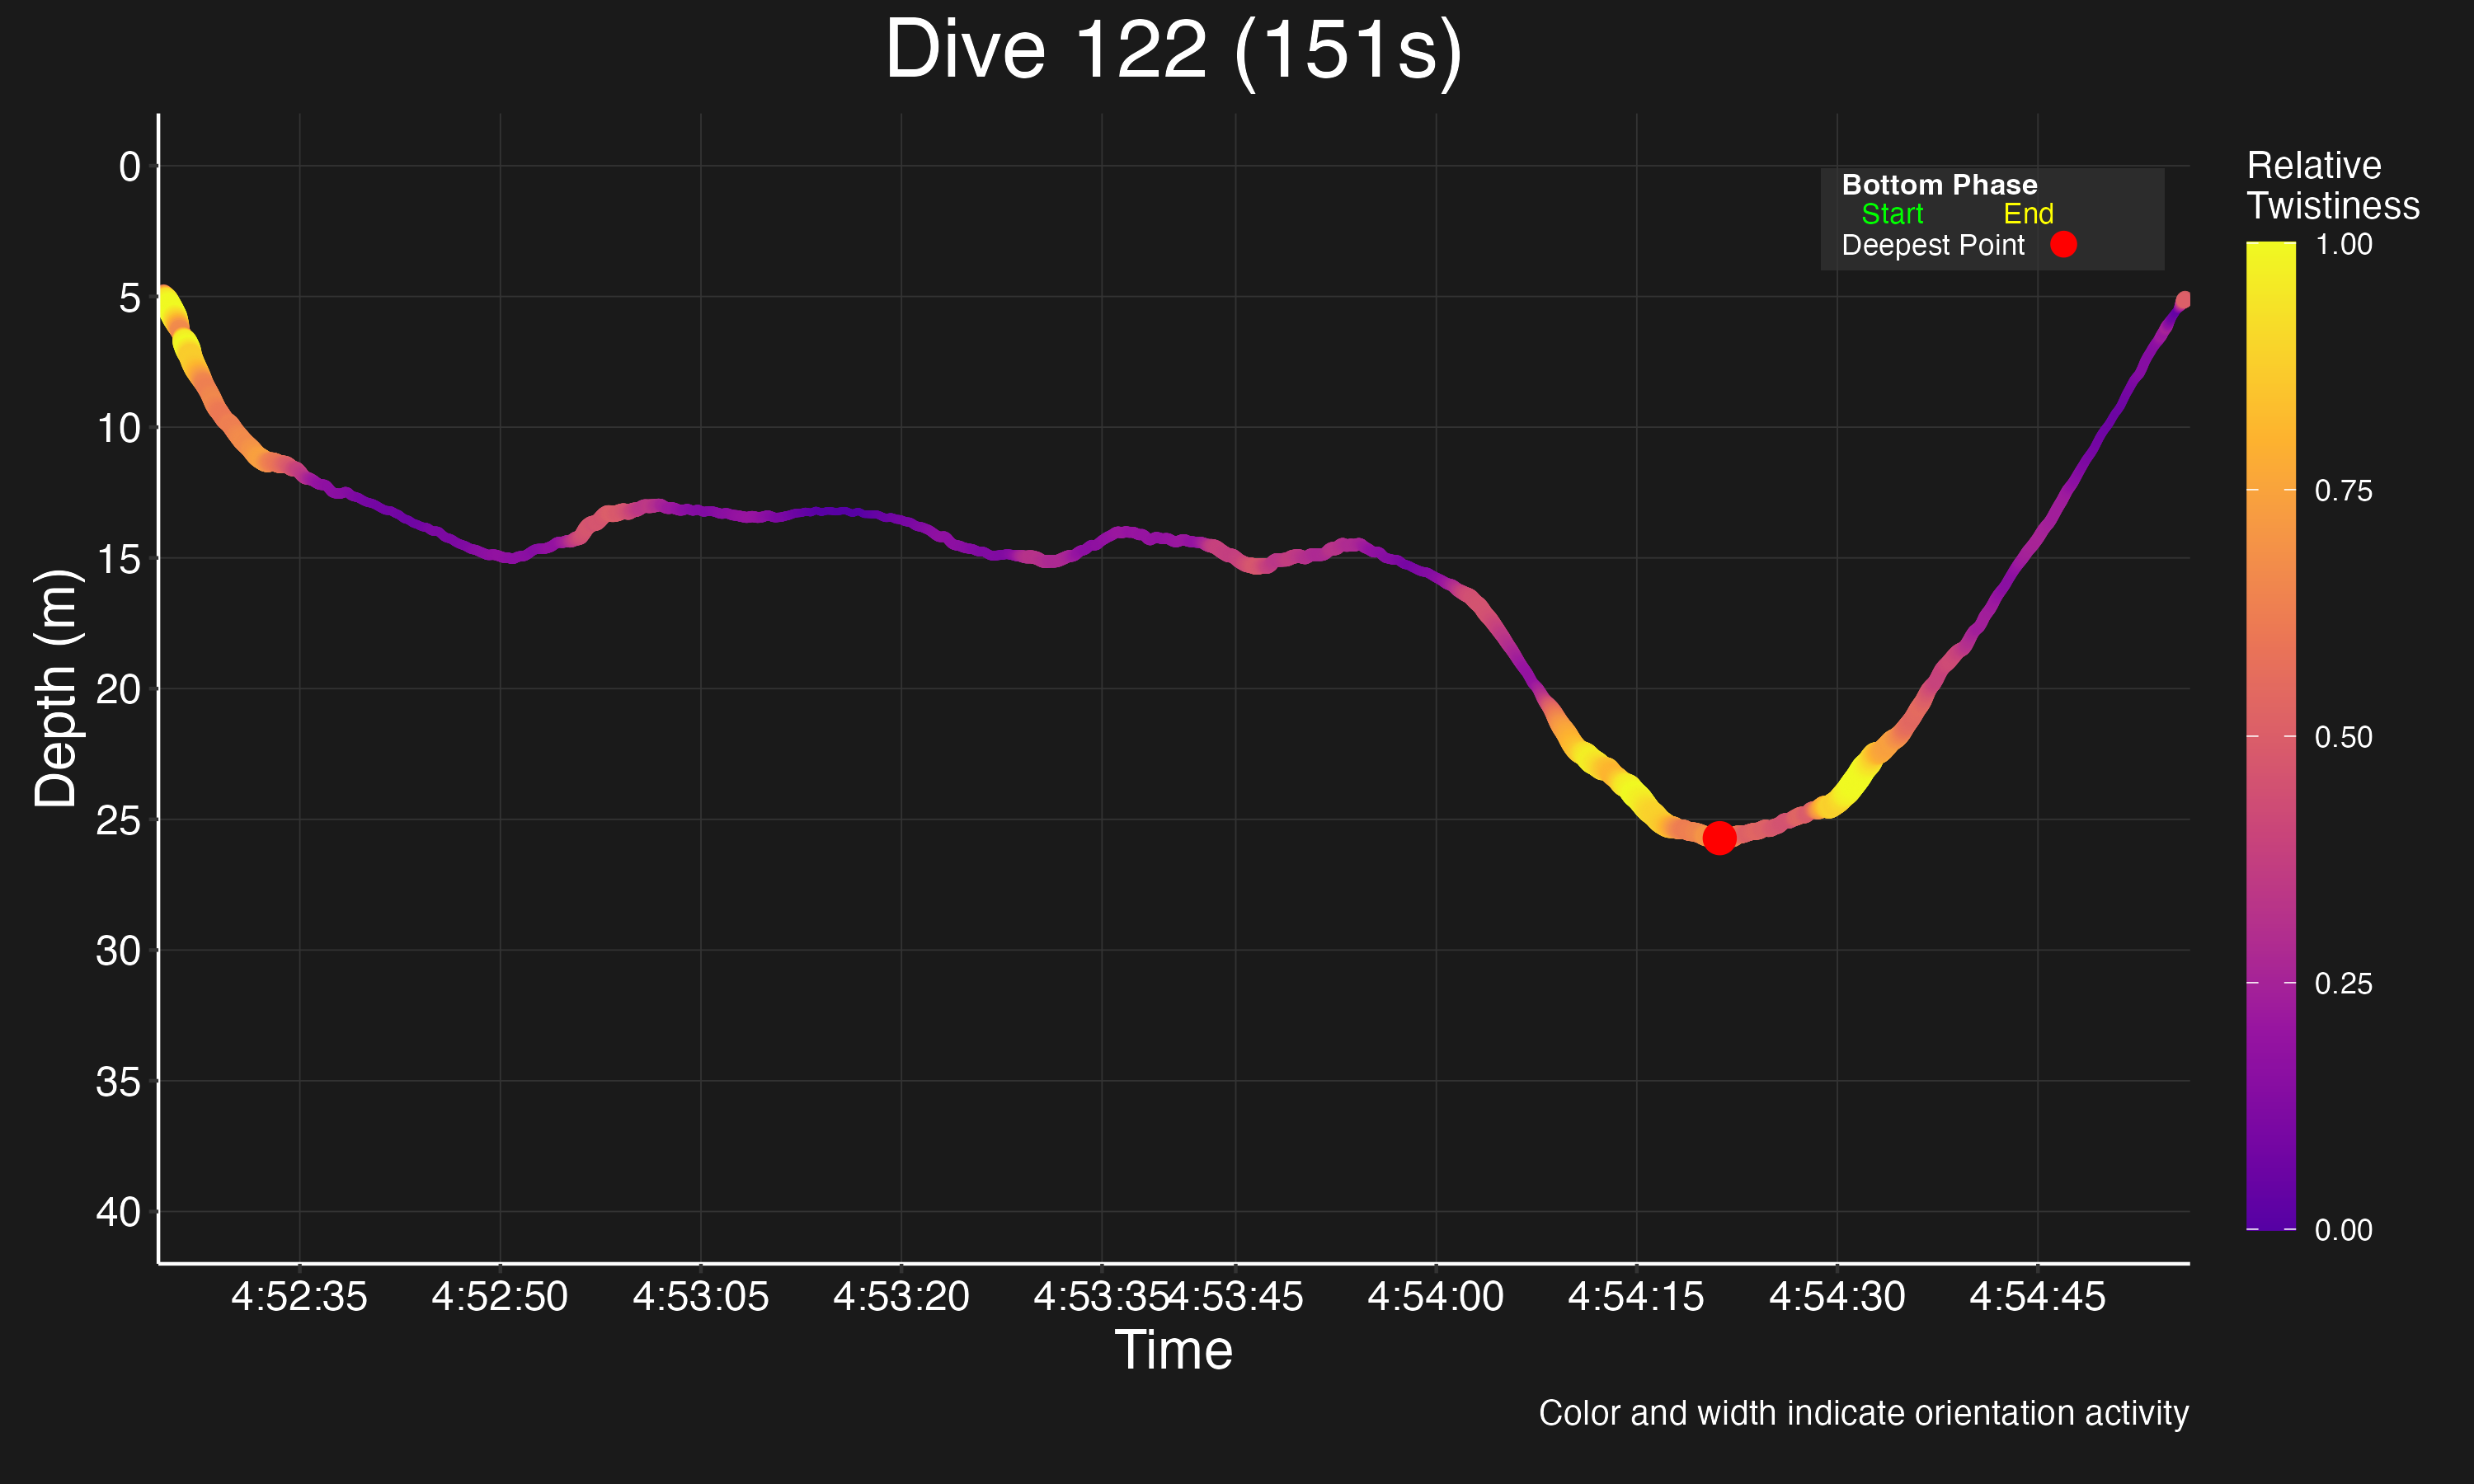 Dive 122 (151s)
Bottom Phase
Start End
Deepest Point
Relative
Twistiness
1.00
0.75
0.50
0.25
0.00
Depth (m)
0
5
10
15
20
25
30
35
40
4:52:35 4:52:50 4:53:05 4:53:20 4:53:35 4:53:45 4:54:00 4:54:15 4:54:30 4:54:45
Time
Color and width indicate orientation activity